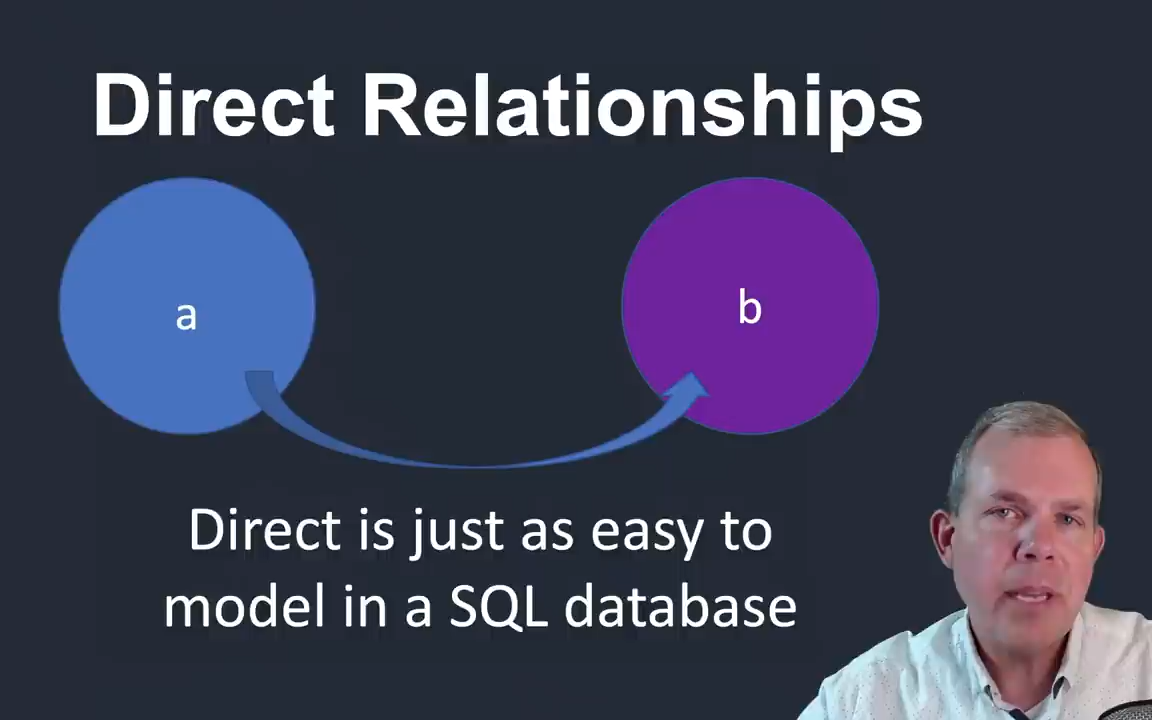 Direct Relationships
a
b
Direct is just as easy to
model in a SQL database